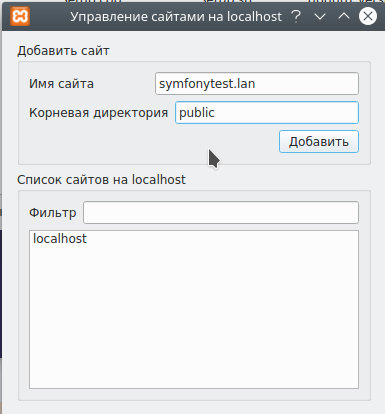 Управление сайтами на localhost
Добавить сайт
Имя сайта symfonytest.lan
Корневая директория public
Добавить
Список сайтов на localhost
Фильтр
localhost